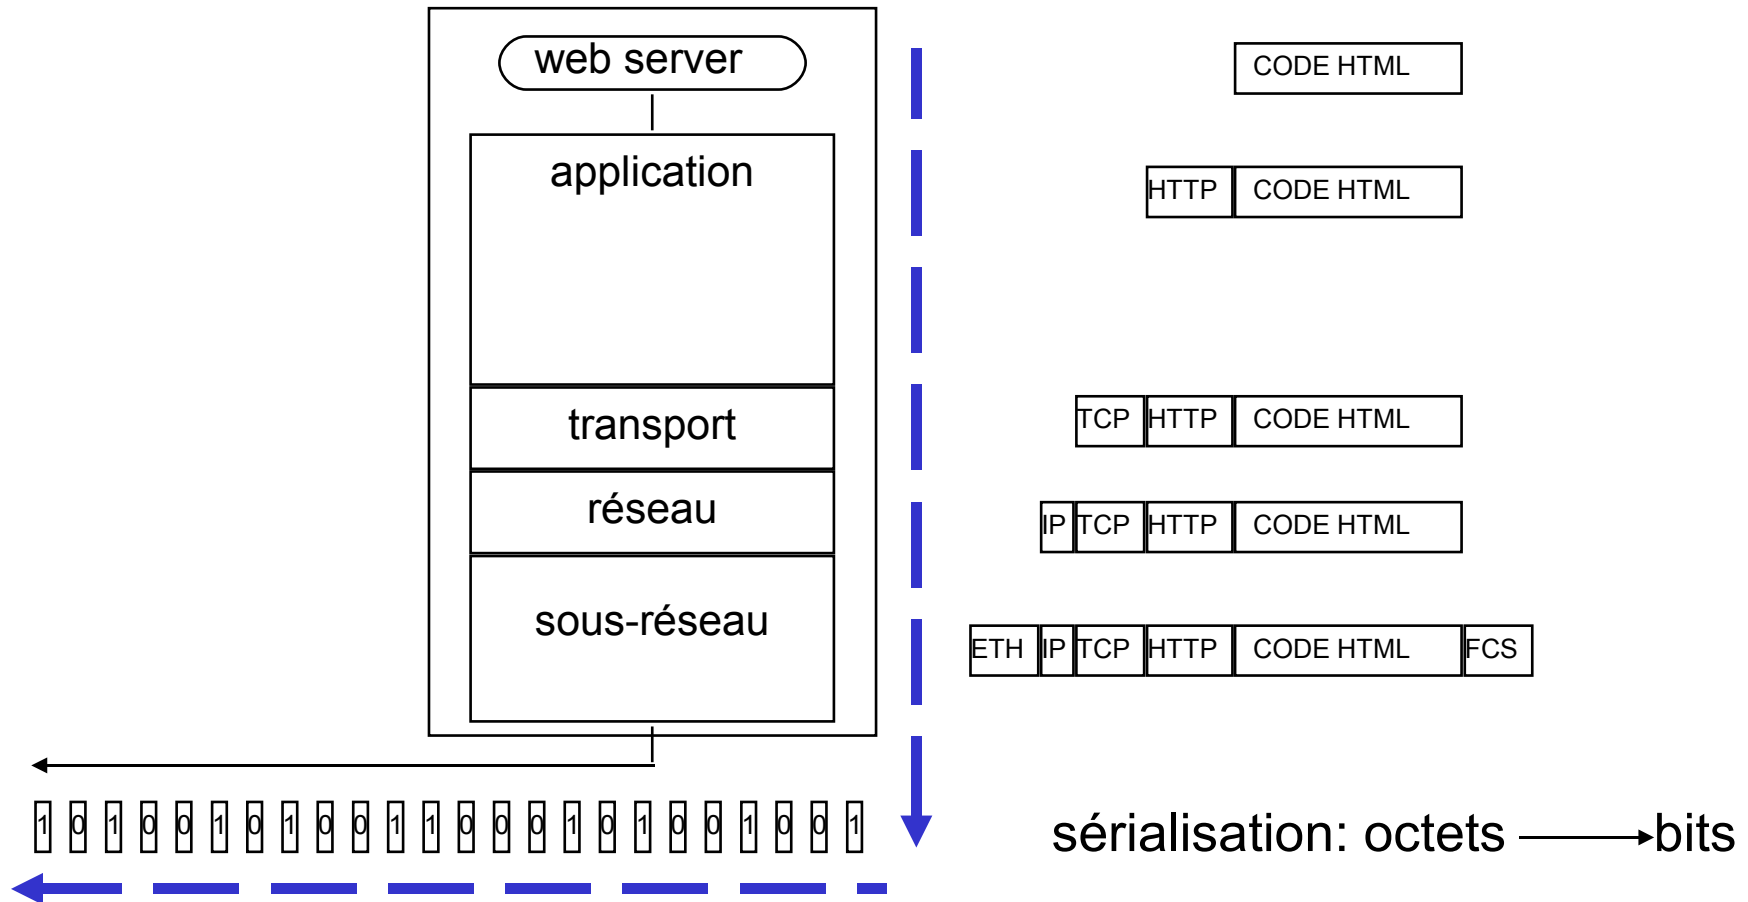 web server
CODE HTML
application
HTTP CODE HTML
transport
TCP HTTP CODE HTML
réseau
IP TCP HTTP CODE HTML
sous-réseau
ETH IP TCP HTTP CODE HTML FCS
1 0 1 0 0 1 0 1 0 0 1 1 0 0 0 1 0 1 0 0 1 0 0 1
sérialisation: octets bits